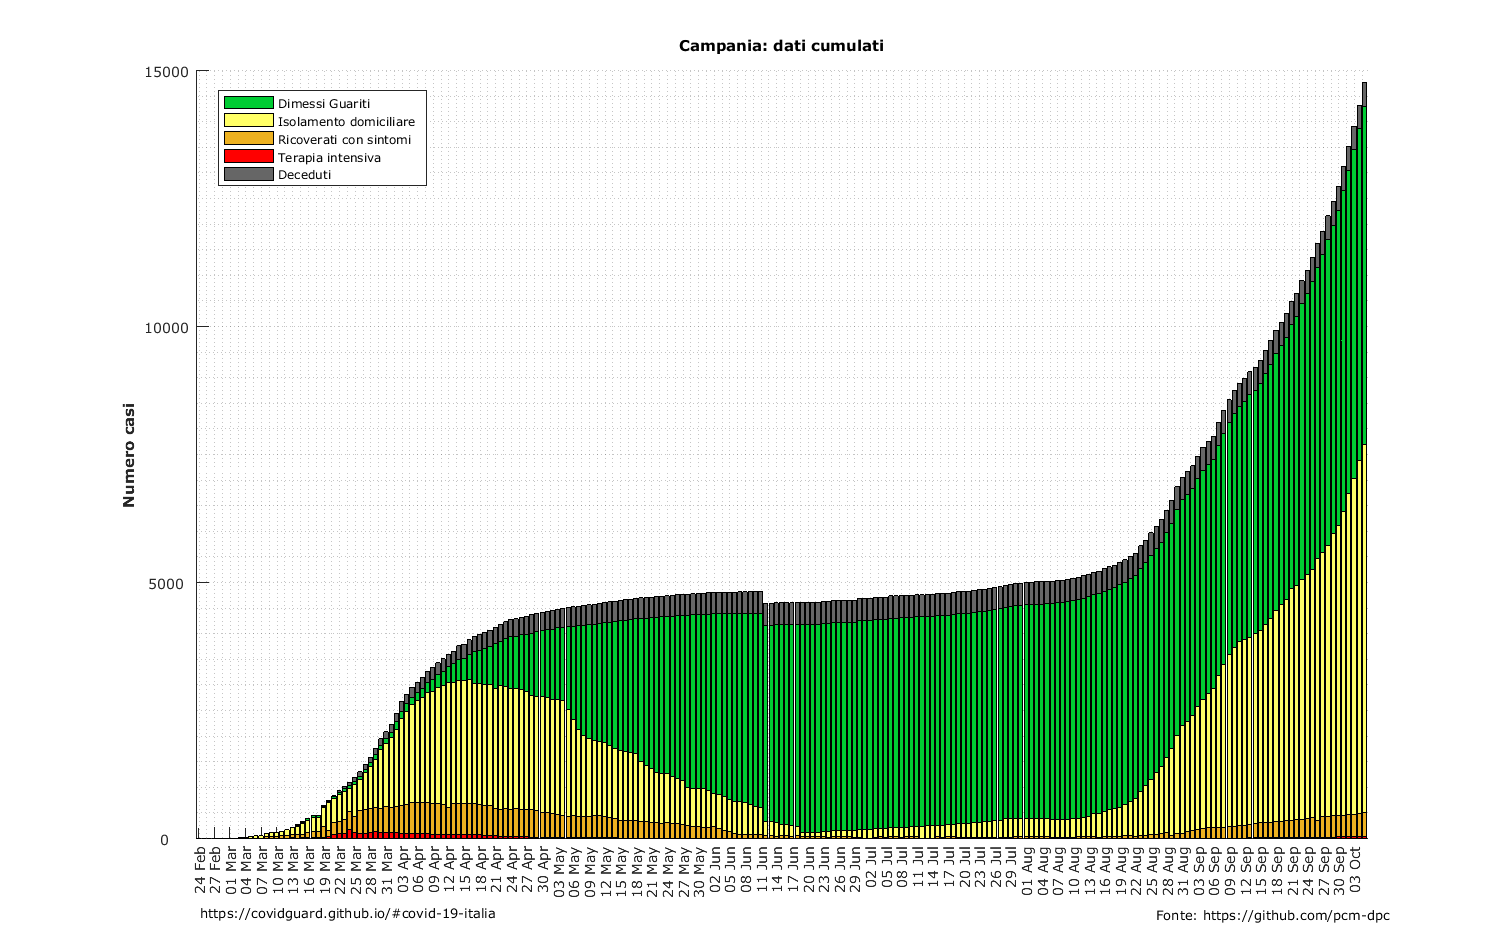 Campania: dati cumulati
15000
10000
5000
0
Numero casi
Dimessi Guariti
Isolamento domiciliare
Ricoverati con sintomi
Terapia intensiva
Deceduti
24 Feb
27 Feb
01 Mar
04 Mar
07 Mar
10 Mar
13 Mar
16 Mar
19 Mar
22 Mar
25 Mar
28 Mar
31 Mar
03 Apr
06 Apr
09 Apr
12 Apr
15 Apr
18 Apr
21 Apr
24 Apr
27 Apr
30 Apr
03 May
06 May
09 May
12 May
15 May
18 May
21 May
24 May
27 May
30 May
02 Jun
05 Jun
08 Jun
11 Jun
14 Jun
17 Jun
20 Jun
23 Jun
26 Jun
29 Jun
02 Jul
05 Jul
08 Jul
11 Jul
14 Jul
17 Jul
20 Jul
23 Jul
26 Jul
29 Jul
01 Aug
04 Aug
07 Aug
10 Aug
13 Aug
16 Aug
19 Aug
22 Aug
25 Aug
28 Aug
31 Aug
03 Sep
06 Sep
09 Sep
12 Sep
15 Sep
18 Sep
21 Sep
24 Sep
27 Sep
30 Sep
03 Oct
https://covidguard.github.io/#covid-19-italia
Fonte: https://github.com/pcm-dpc